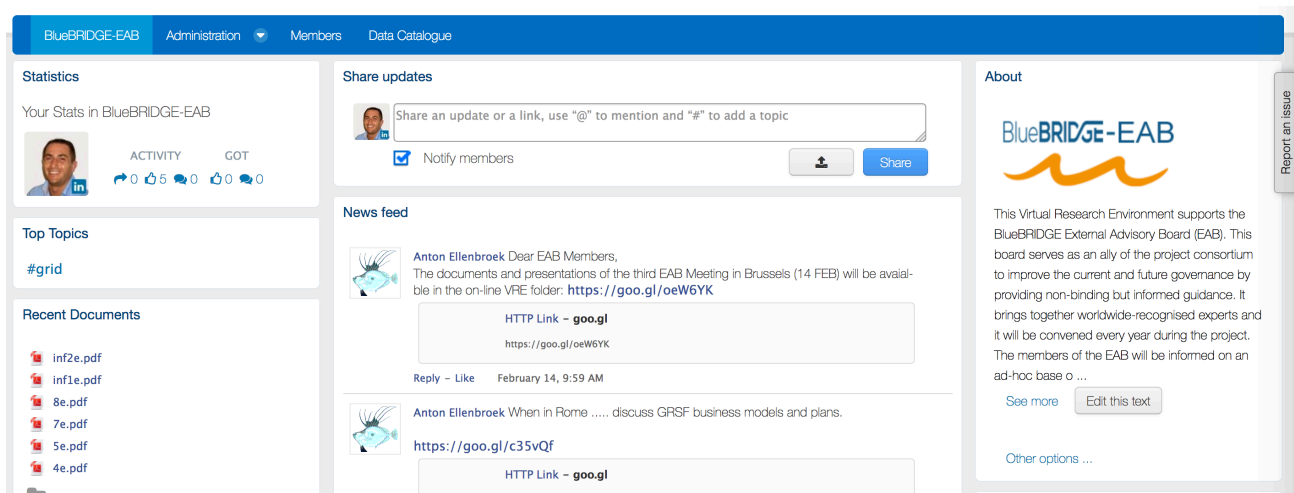 BlueBRIDGE-EAB Administration Members Data Catalogue
Statistics
Your Stats in BlueBRIDGE-EAB
in
ACTIVITY GOT
0 5 0 0 0
Top Topics
#grid
Recent Documents
inf2e.pdf
inf1e.pdf
8e.pdf
7e.pdf
5e.pdf
4e.pdf
Share updates
in
Share an update or a link, use “@” to mention and “#” to add a topic
Notify members
Share
News feed
Anton Ellenbroek Dear EAB Members,
The documents and presentations of the third EAB Meeting in Brussels (14 FEB) will be avaial-
ble in the on-line VRE folder: https://goo.gl/oeW6YK
HTTP Link – goo.gl
https://goo.gl/oeW6YK
Reply – Like February 14, 9:59 AM
Anton Ellenbroek When in Rome ..... discuss GRSF business models and plans.
https://goo.gl/c35vQf
HTTP Link – goo.gl
About
BlueBRIDGE-EAB
This Virtual Research Environment supports the
BlueBRIDGE External Advisory Board (EAB). This
board serves as an ally of the project consortium
to improve the current and future governance by
providing non-binding but informed guidance. It
brings together worldwide-recognised experts and
it will be convened every year during the project.
The members of the EAB will be informed on an
ad-hoc base o ...
See more Edit this text
Other options ...
Report an issue